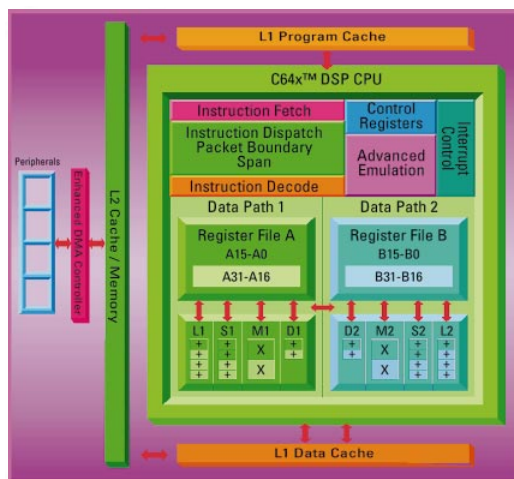 L1 Program Cache
C64x™ DSP CPU
Instruction Fetch
Instruction Dispatch
Packet Boundary
Span
Instruction Decode
Control
Registers
Advanced
Emulation
Interrupt
Control
Peripherals
Enhanced DMA
Controller
L2 Cache / Memory
Data Path 1
Data Path 2
Register File A
A15-A0
A31-A16
Register File B
B15-B0
B31-B16
L1 S1 M1 D1
+ + X +
+ + X +
+ +
+ +
D2 M2 S2 L2
+ X + +
+ X + +
+ +
+ +
L1 Data Cache